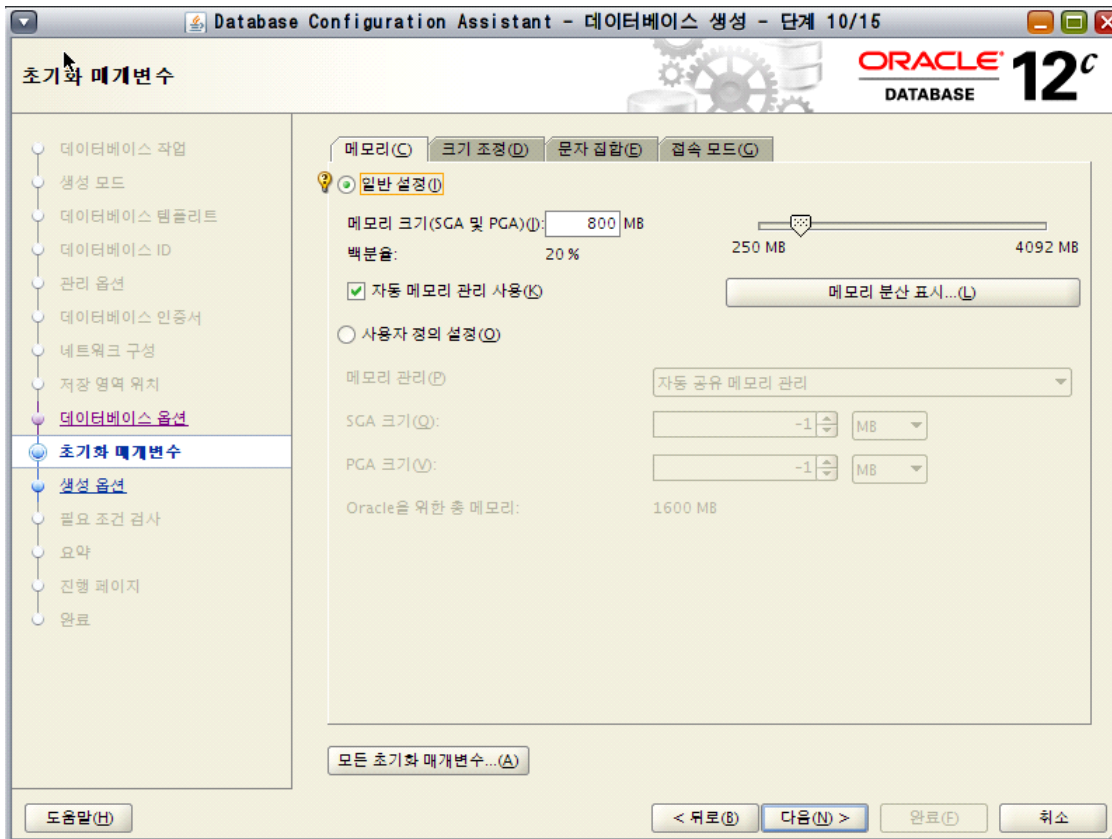 Database Configuration Assistant - 데이터베이스 생성 - 단계 10/15
초기화 매개변수
ORACLE DATABASE 12c
데이터베이스 작업
생성 모드
데이터베이스 템플리트
데이터베이스 ID
관리 옵션
데이터베이스 인증서
네트워크 구성
저장 영역 위치
데이터베이스 옵션
초기화 매개변수
생성 옵션
필요 조건 검사
요약
진행 페이지
완료
메모리(C) 크기 조정(D) 문자 집합(E) 접속 모드(G)
일반 설정(I)
메모리 크기(SGA 및 PGA)(J): 800 MB
250 MB 4092 MB
백분율: 20 %
자동 메모리 관리 사용(K) 메모리 분산 표시...(L)
사용자 정의 설정(O)
메모리 관리(P) 자동 공유 메모리 관리
SGA 크기(Q): -1 MB
PGA 크기(V): -1 MB
Oracle을 위한 총 메모리: 1600 MB
모든 초기화 매개변수...(A)
도움말(H) < 뒤로(B) 다음(N) > 완료(F) 취소